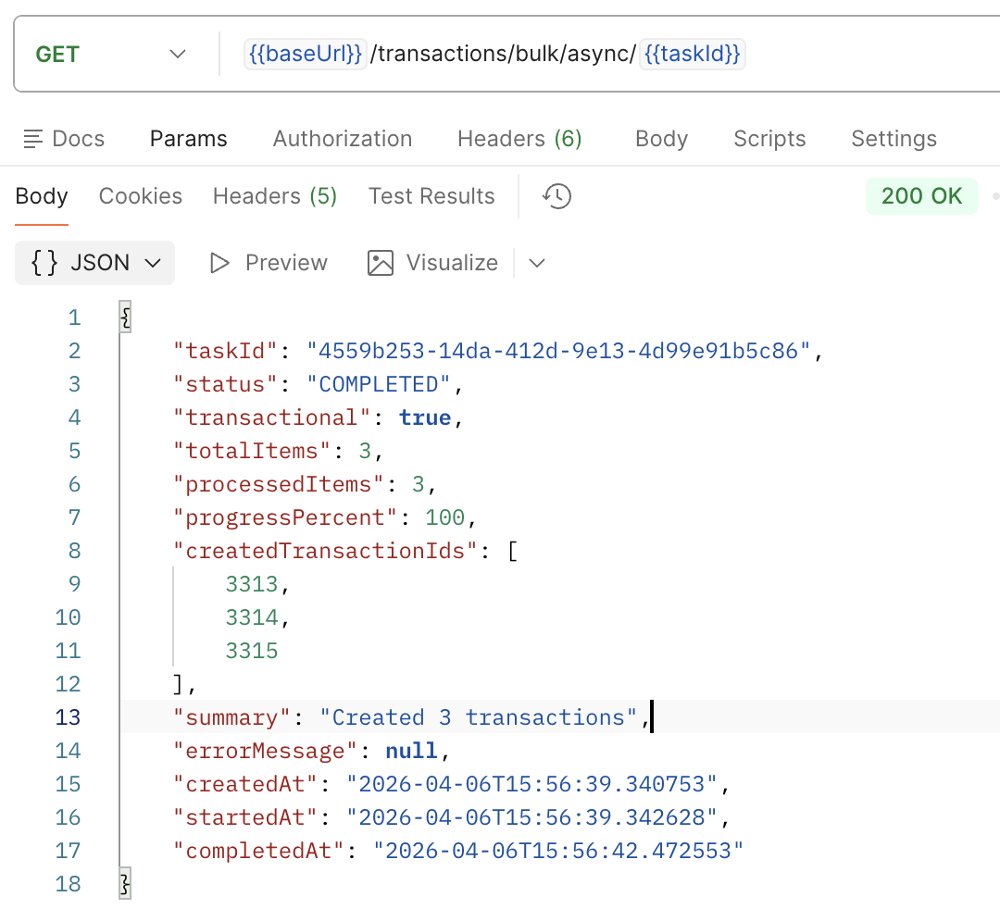 GET {{baseUrl}}/transactions/bulk/async/{{taskId}}
Docs Params Authorization Headers (6) Body Scripts Settings
Body Cookies Headers (5) Test Results 200 OK
{} JSON Preview Visualize
1 {
2 "taskId": "4559b253-14da-412d-9e13-4d99e91b5c86",
3 "status": "COMPLETED",
4 "transactional": true,
5 "totalItems": 3,
6 "processedItems": 3,
7 "progressPercent": 100,
8 "createdTransactionIds": [
9 3313,
10 3314,
11 3315
12 ],
13 "summary": "Created 3 transactions",
14 "errorMessage": null,
15 "createdAt": "2026-04-06T15:56:39.340753",
16 "startedAt": "2026-04-06T15:56:39.342628",
17 "completedAt": "2026-04-06T15:56:42.472553"
18 }